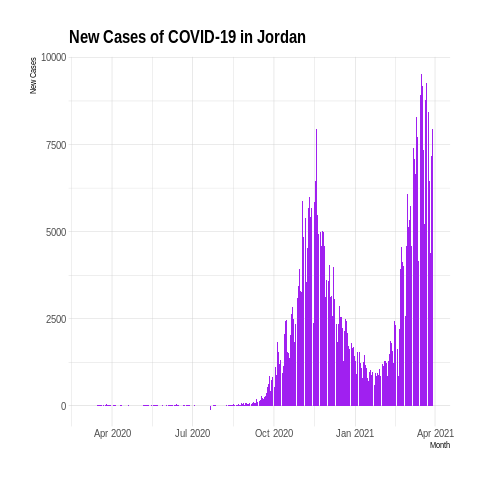 New Cases of COVID-19 in Jordan
New Cases
10000
7500
5000
2500
0
Apr 2020
Jul 2020
Oct 2020
Jan 2021
Apr 2021
Month